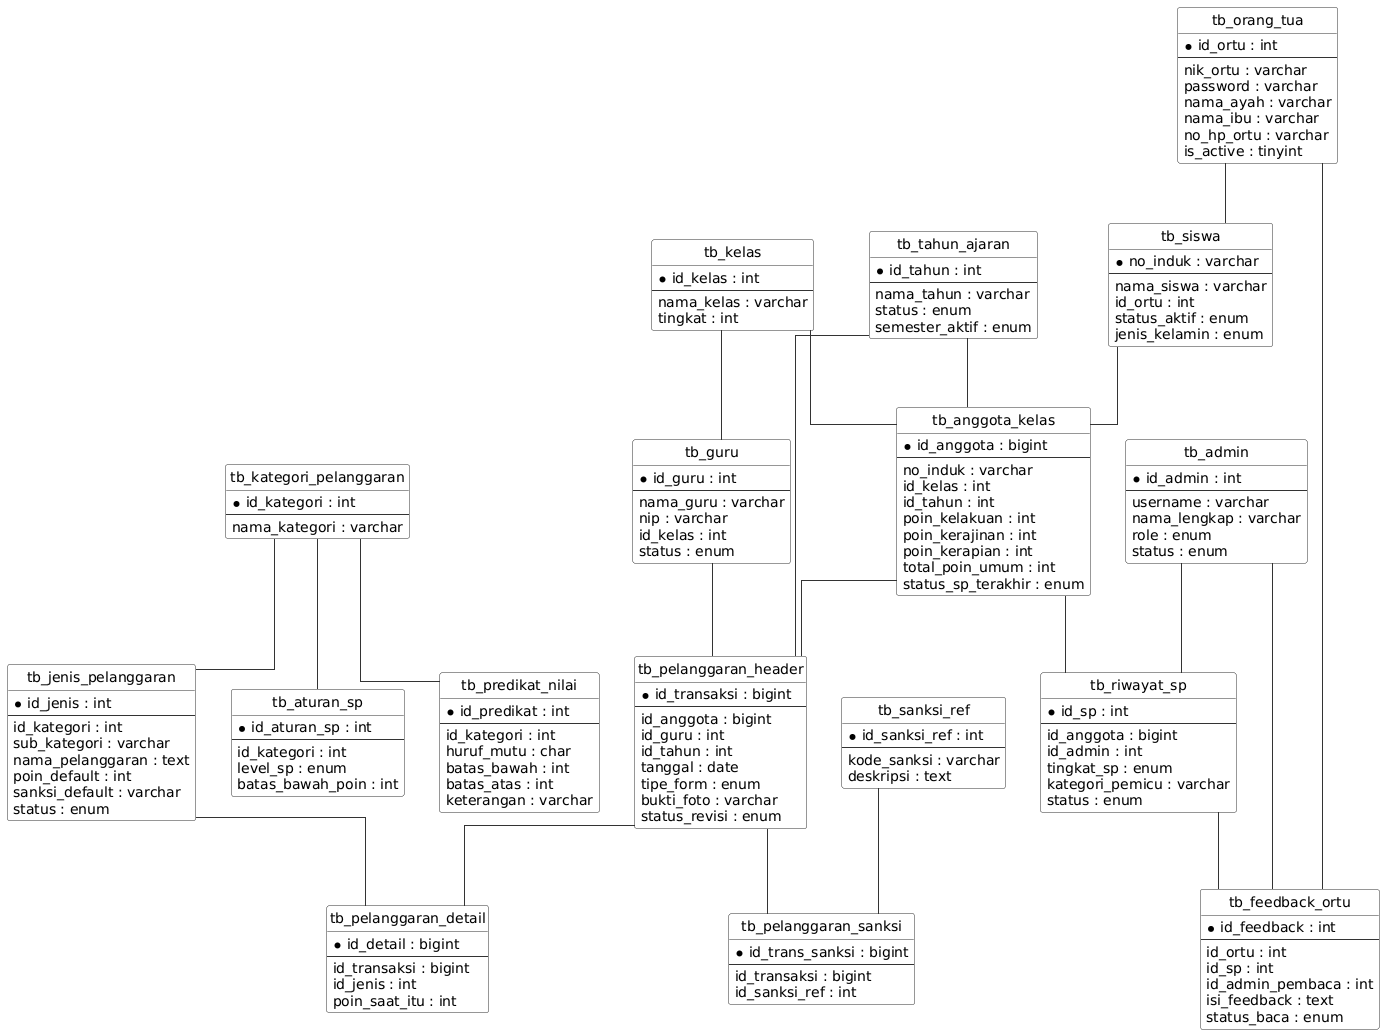 tb_orang_tua
id_ortu : int
nik_ortu : varchar
password : varchar
nama_ayah : varchar
nama_ibu : varchar
no_hp_ortu : varchar
is_active : tinyint
tb_kelas
id_kelas : int
nama_kelas : varchar
tingkat : int
tb_tahun_ajaran
id_tahun : int
nama_tahun : varchar
status : enum
semester_aktif : enum
tb_siswa
no_induk : varchar
nama_siswa : varchar
id_ortu : int
status_aktif : enum
jenis_kelamin : enum
tb_kategori_pelanggaran
id_kategori : int
nama_kategori : varchar
tb_guru
id_guru : int
nama_guru : varchar
nip : varchar
id_kelas : int
status : enum
tb_anggota_kelas
id_anggota : bigint
no_induk : varchar
id_kelas : int
id_tahun : int
poin_kelakuan : int
poin_kerajinan : int
poin_kerapian : int
total_poin_umum : int
status_sp_terakhir : enum
tb_admin
id_admin : int
username : varchar
nama_lengkap : varchar
role : enum
status : enum
tb_jenis_pelanggaran
id_jenis : int
id_kategori : int
sub_kategori : varchar
nama_pelanggaran : text
poin_default : int
sanksi_default : varchar
status : enum
tb_aturan_sp
id_aturan_sp : int
id_kategori : int
level_sp : enum
batas_bawah_poin : int
tb_predikat_nilai
id_predikat : int
id_kategori : int
huruf_mutu : char
batas_bawah : int
batas_atas : int
keterangan : varchar
tb_pelanggaran_header
id_transaksi : bigint
id_anggota : bigint
id_guru : int
id_tahun : int
tanggal : date
tipe_form : enum
bukti_foto : varchar
status_revisi : enum
tb_sanksi_ref
id_sanksi_ref : int
kode_sanksi : varchar
deskripsi : text
tb_riwayat_sp
id_sp : int
id_anggota : bigint
id_admin : int
tingkat_sp : enum
kategori_pemicu : varchar
status : enum
tb_pelanggaran_detail
id_detail : bigint
id_transaksi : bigint
id_jenis : int
poin_saat_itu : int
tb_pelanggaran_sanksi
id_trans_sanksi : bigint
id_transaksi : bigint
id_sanksi_ref : int
tb_feedback_ortu
id_feedback : int
id_ortu : int
id_sp : int
id_admin_pembaca : int
isi_feedback : text
status_baca : enum